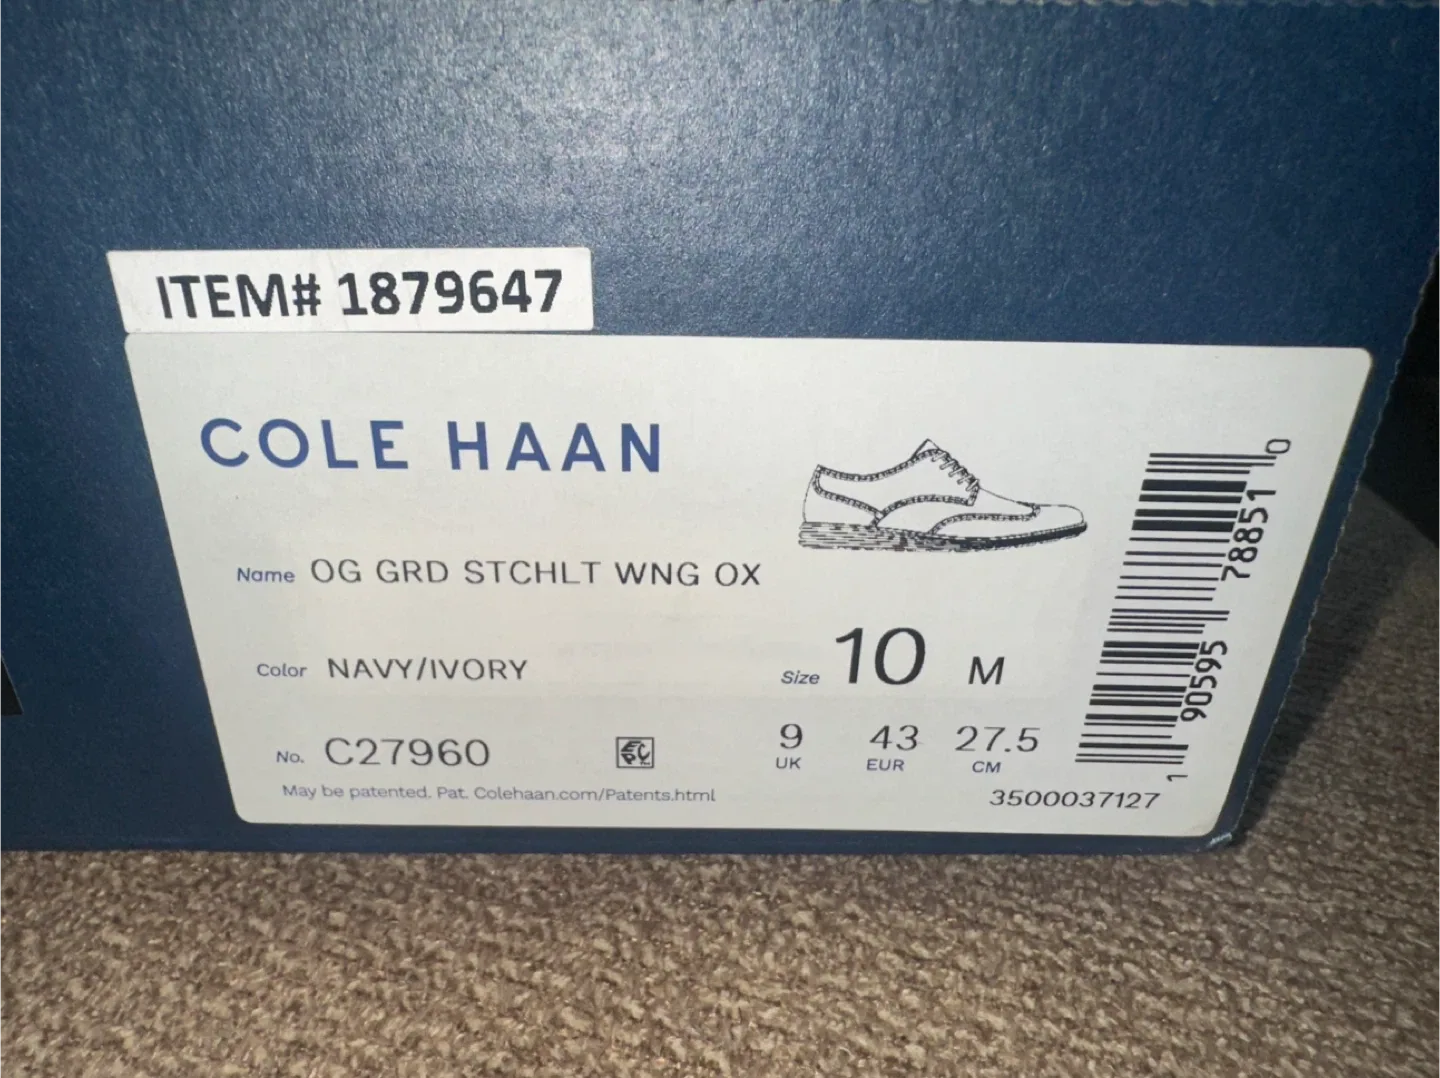 ITEM# 1879647
COLE HAAN
Name OG GRD STCHLT WNG OX
Color NAVY/IVORY
Size 10 M
No. C27960
9 43 27.5
UK EUR CM
May be patented. Pat. Colehaan.com/Patents.html
3500037127
1 90595 78851 0